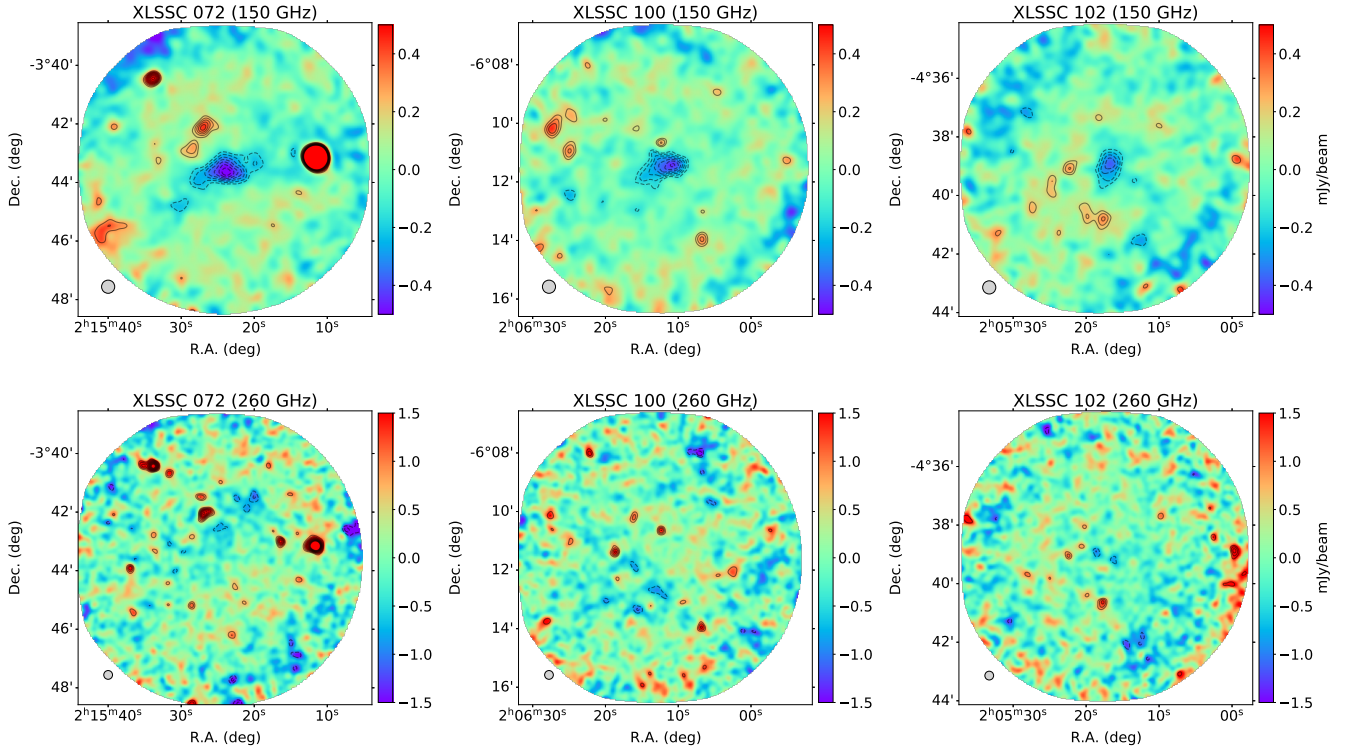 XLSSC 072 (150 GHz)
XLSSC 100 (150 GHz)
XLSSC 102 (150 GHz)
Dec. (deg)
-3°40'
42'
44'
46'
48'
2ʰ15ᵐ40ˢ 30ˢ 20ˢ 10ˢ
R.A. (deg)
0.4
0.2
0.0
−0.2
−0.4
Dec. (deg)
-6°08'
10'
12'
14'
16'
2ʰ06ᵐ30ˢ 20ˢ 10ˢ 00ˢ
R.A. (deg)
0.4
0.2
0.0
−0.2
−0.4
Dec. (deg)
-4°36'
38'
40'
42'
44'
2ʰ05ᵐ30ˢ 20ˢ 10ˢ 00ˢ
R.A. (deg)
0.4
0.2
0.0
−0.2
−0.4
mJy/beam
XLSSC 072 (260 GHz)
XLSSC 100 (260 GHz)
XLSSC 102 (260 GHz)
Dec. (deg)
-3°40'
42'
44'
46'
48'
2ʰ15ᵐ40ˢ 30ˢ 20ˢ 10ˢ
R.A. (deg)
1.5
1.0
0.5
0.0
−0.5
−1.0
−1.5
Dec. (deg)
-6°08'
10'
12'
14'
16'
2ʰ06ᵐ30ˢ 20ˢ 10ˢ 00ˢ
R.A. (deg)
1.5
1.0
0.5
0.0
−0.5
−1.0
−1.5
Dec. (deg)
-4°36'
38'
40'
42'
44'
2ʰ05ᵐ30ˢ 20ˢ 10ˢ 00ˢ
R.A. (deg)
1.5
1.0
0.5
0.0
−0.5
−1.0
−1.5
mJy/beam